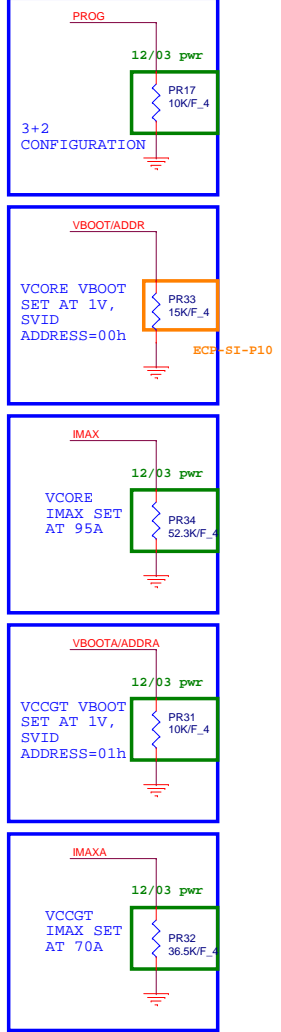 PROG
12/03 pwr
PR17
10K/F_4
3+2
CONFIGURATION
VBOOT/ADDR
VCORE VBOOT
SET AT 1V,
SVID
ADDRESS=00h
PR33
15K/F_4
ECP-SI-P10
IMAX
12/03 pwr
VCORE
IMAX SET
AT 95A
PR34
52.3K/F_4
VBOOTA/ADDRA
12/03 pwr
VCCGT VBOOT
SET AT 1V,
SVID
ADDRESS=01h
PR31
10K/F_4
IMAXA
12/03 pwr
VCCGT
IMAX SET
AT 70A
PR32
36.5K/F_4